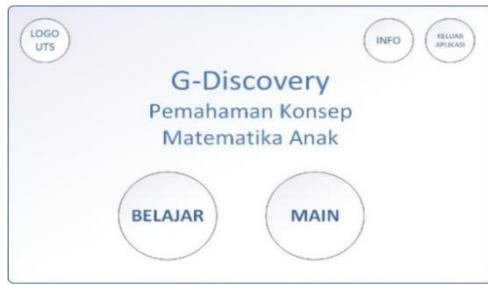 LOGO
UTS
INFO
KELUAR
APLIKASI
G-Discovery
Pemahaman Konsep
Matematika Anak
BELAJAR
MAIN